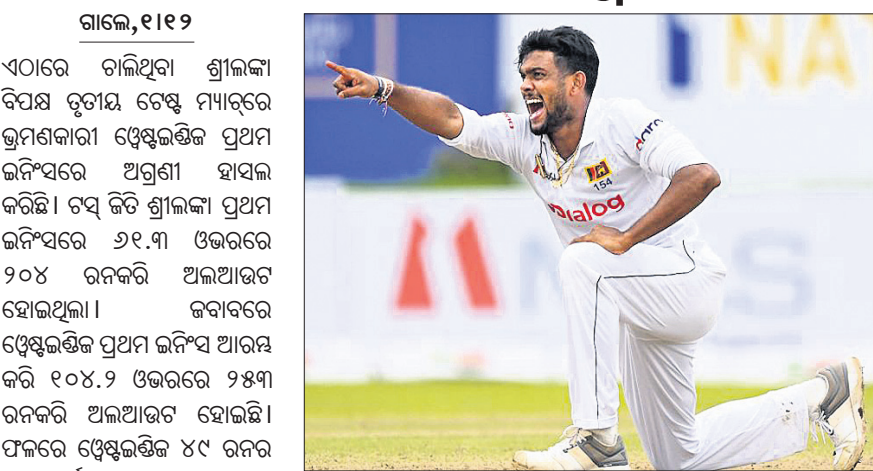 ଗାଲେ,୧।୧୨
ଏଠାରେ ଚାଲିଥିବା ଶ୍ରୀଲଙ୍କା
ବିପକ୍ଷ ତୃତୀୟ ଟେଷ୍ଟ ମ୍ୟାଚ୍‌ରେ
ଭ୍ରମଣକାରୀ ୱେଷ୍ଟଇଣ୍ଡିଜ ପ୍ରଥମ
ଇନିଂସରେ ଅଗ୍ରଣୀ ହାସଲ
କରିଛି। ଟସ୍ ଜିତି ଶ୍ରୀଲଙ୍କା ପ୍ରଥମ
ଇନିଂସରେ ୬୧.୩ ଓଭରରେ
୨୦୪ ରନକରି ଅଲଆଉଟ
ହୋଇଥିଲା। ଜବାବରେ
ୱେଷ୍ଟଇଣ୍ଡିଜ ପ୍ରଥମ ଇନିଂସ ଆରମ୍ଭ
କରି ୧୦୪.୨ ଓଭରରେ ୨୫୩
ରନକରି ଅଲଆଉଟ ହୋଇଛି।
ଫଳରେ ୱେଷ୍ଟଇଣ୍ଡିଜ ୪୯ ରନର
154
Dialog